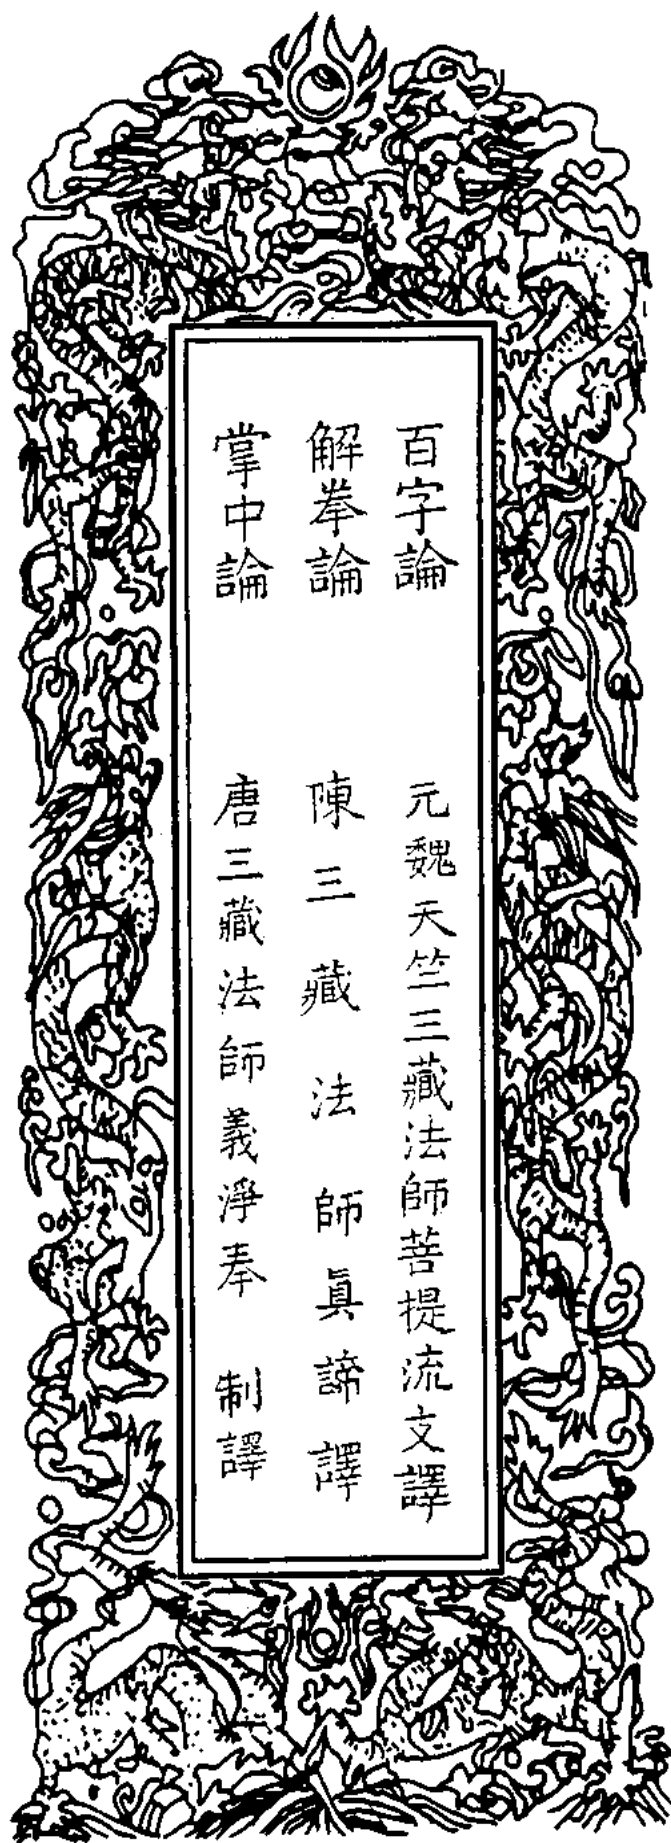 百字論　元魏天竺三藏法師菩提流支譯
解拳論　陳三藏法師眞諦譯
掌中論　唐三藏法師義淨奉　制譯